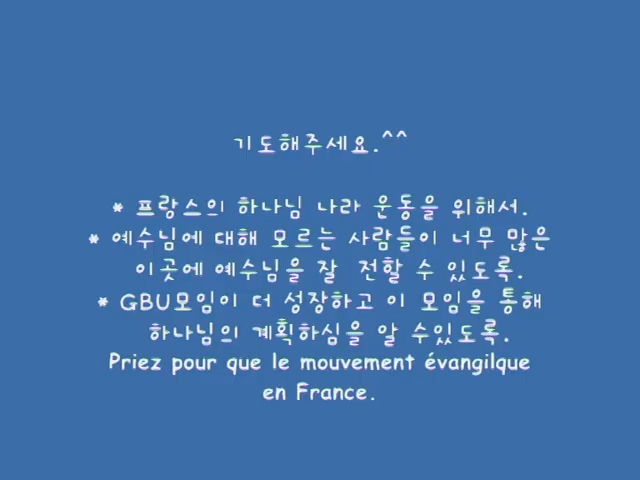 기도해주세요.^^
* 프랑스의 하나님 나라 운동을 위해서.
* 예수님에 대해 모르는 사람들이 너무 많은
이곳에 예수님을 잘 전할 수 있도록.
* GBU모임이 더 성장하고 이 모임을 통해
하나님의 계획하심을 알 수있도록.
Priez pour que le mouvement évangilque
en France.